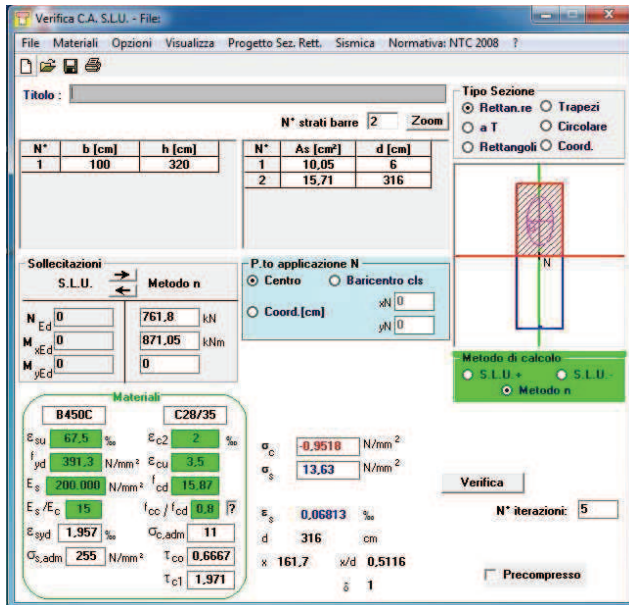 Verifica C.A. S.L.U. - File:
File Materiali Opzioni Visualizza Progetto Sez. Rett. Sismica Normativa: NTC 2008 ?
Titolo :
N* strati barre 2 Zoom
Tipo Sezione
Rettan.re Trapezi
a T Circolare
Rettangoli Coord.
N* b [cm] h [cm]
1 100 320
N* As [cm²] d [cm]
1 10,05 6
2 15,71 316
N
Sollecitazioni
S.L.U. Metodo n
N Ed 0 761,8 kN
M xEd 0 871,05 kNm
M yEd 0 0
P.to applicazione N
Centro Baricentro cls
Coord.[cm] xN 0
yN 0
Metodo di calcolo
S.L.U.+ S.L.U.-
Metodo n
Materiali
B450C C28/35
εsu 67,5 ‰ εc2 2 ‰
fyd 391,3 N/mm² εcu 3,5
Es 200.000 N/mm² fcd 15,87
Es/Ec 15 fcc/fcd 0,8 ?
εsyd 1,957 ‰ σc,adm 11
σs,adm 255 N/mm² τco 0,6667
τc1 1,971
σc -0,9518 N/mm²
σs 13,63 N/mm²
εs 0,06813 ‰
d 316 cm
x 161,7 x/d 0,5116
δ 1
Verifica
N* iterazioni: 5
Precompresso